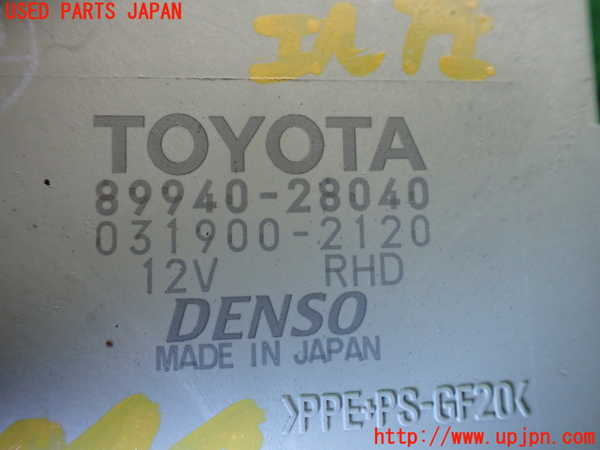 USED PARTS JAPAN
TOYOTA
89940-28040
031900-2120
12V RHD
DENSO
MADE IN JAPAN
>PPE+PS-GF20<
http://www.upjpn.com/